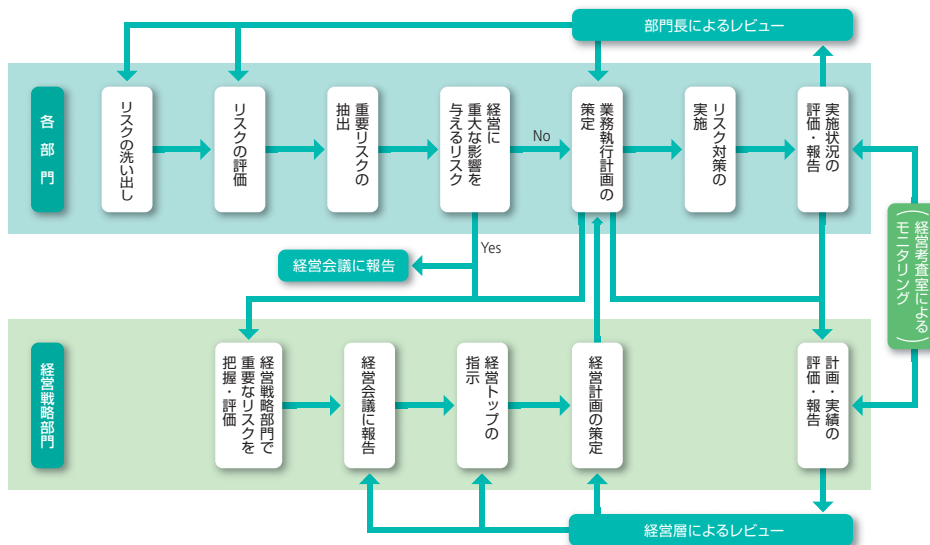 部門長によるレビュー
各部門
リスクの洗い出し
リスクの評価
重要リスクの
抽出
経営に
重大な影響を
与えるリスク
No
業務執行計画の
策定
リスク対策の
実施
実施状況の
評価・報告
Yes
経営会議に報告
（経営考査室による
モニタリング）
経営戦略部門
経営戦略部門で
重要なリスクを
把握・評価
経営会議に報告
経営トップの
指示
経営計画の策定
計画・実績の
評価・報告
経営層によるレビュー